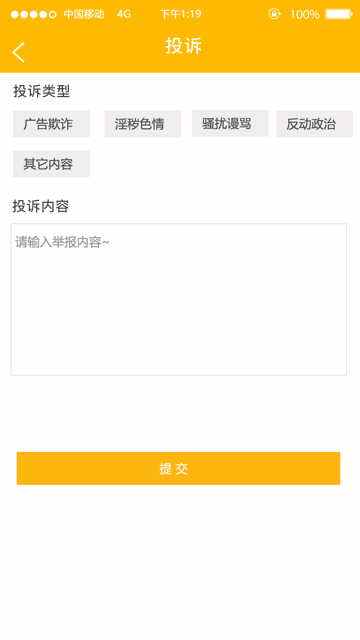 中国移动 4G 下午1:19 100%
投诉
投诉类型
广告欺诈 淫秽色情 骚扰谩骂 反动政治
其它内容
投诉内容
请输入举报内容~
提交